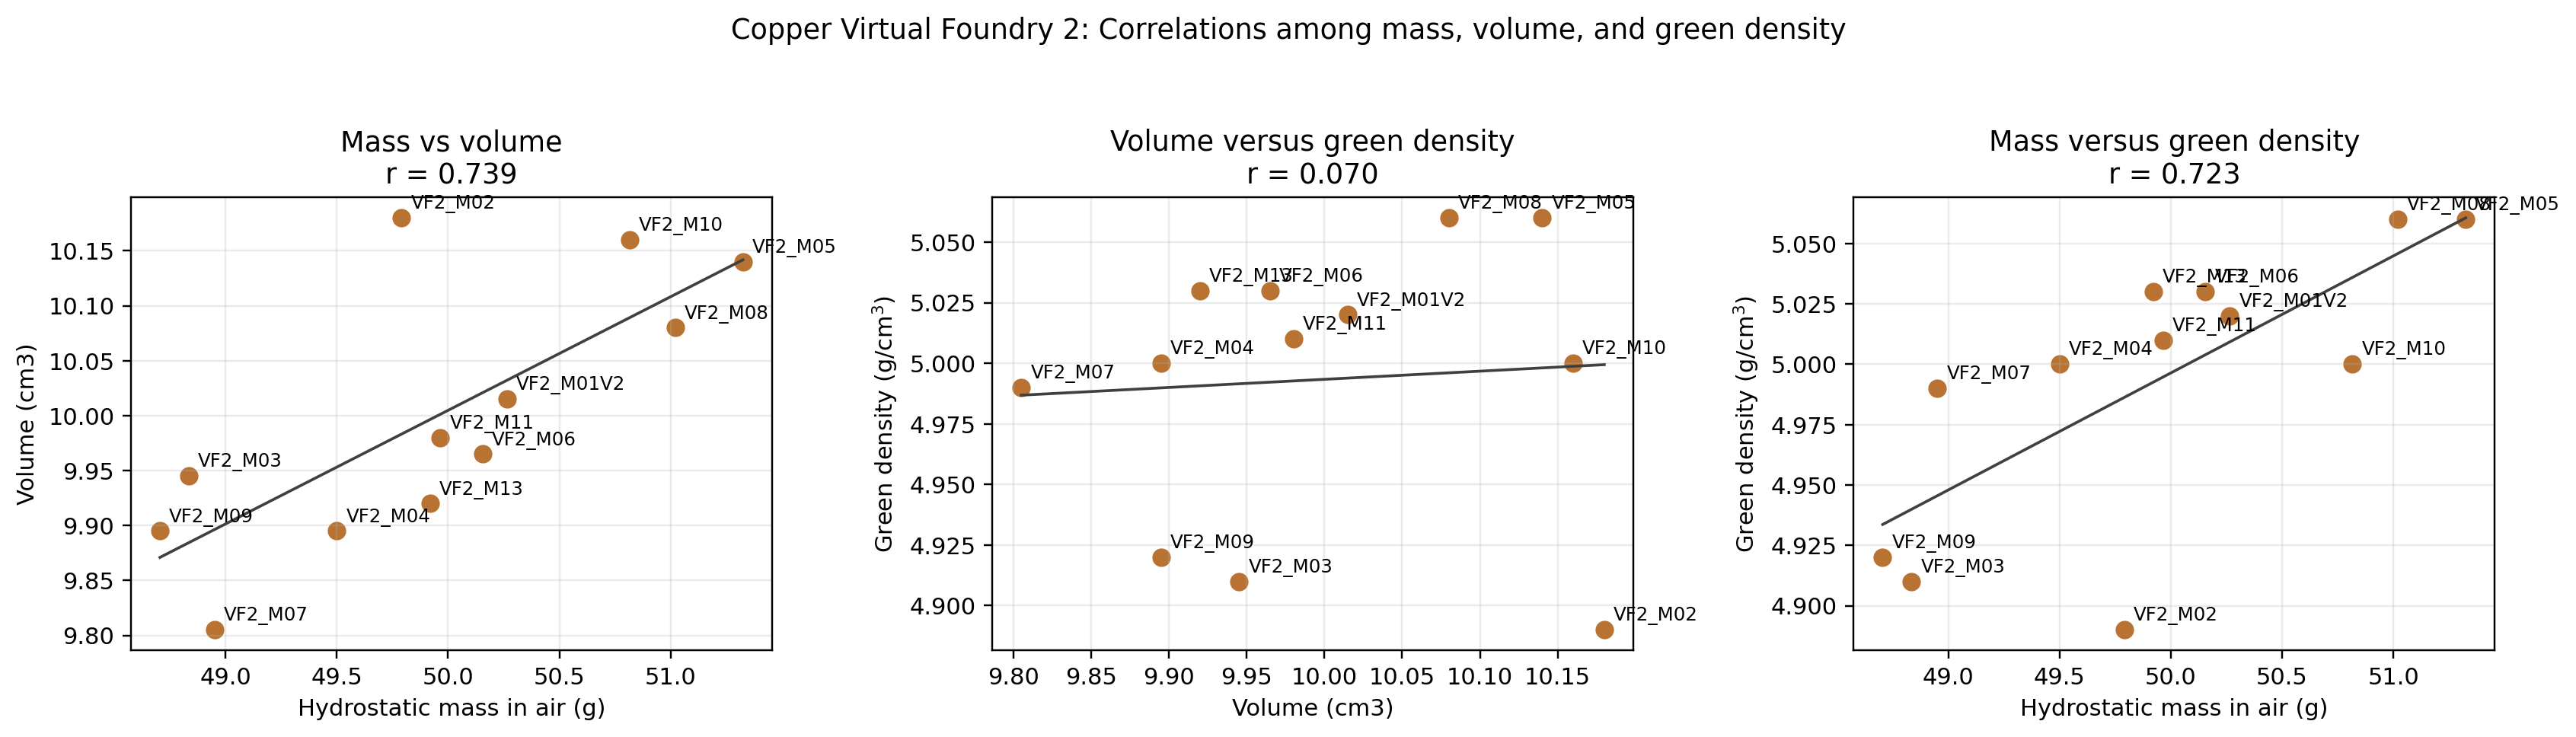 Copper Virtual Foundry 2: Correlations among mass, volume, and green density
Mass vs volume
r = 0.739
VF2_M02
VF2_M10
VF2_M05
VF2_M08
VF2_M01V2
VF2_M11
VF2_M06
VF2_M03
VF2_M13
VF2_M09
VF2_M04
VF2_M07
10.15
10.10
10.05
10.00
9.95
9.90
9.85
9.80
Volume (cm3)
49.0 49.5 50.0 50.5 51.0
Hydrostatic mass in air (g)
Volume versus green density
r = 0.070
VF2_M08
VF2_M05
VF2_M13
VF2_M06
VF2_M01V2
VF2_M11
VF2_M04
VF2_M10
VF2_M07
VF2_M09
VF2_M03
VF2_M02
5.050
5.025
5.000
4.975
4.950
4.925
4.900
Green density (g/cm³)
9.80 9.85 9.90 9.95 10.00 10.05 10.10 10.15
Volume (cm3)
Mass versus green density
r = 0.723
VF2_M08
VF2_M05
VF2_M13
VF2_M06
VF2_M01V2
VF2_M11
VF2_M04
VF2_M10
VF2_M07
VF2_M09
VF2_M03
VF2_M02
5.050
5.025
5.000
4.975
4.950
4.925
4.900
Green density (g/cm³)
49.0 49.5 50.0 50.5 51.0
Hydrostatic mass in air (g)